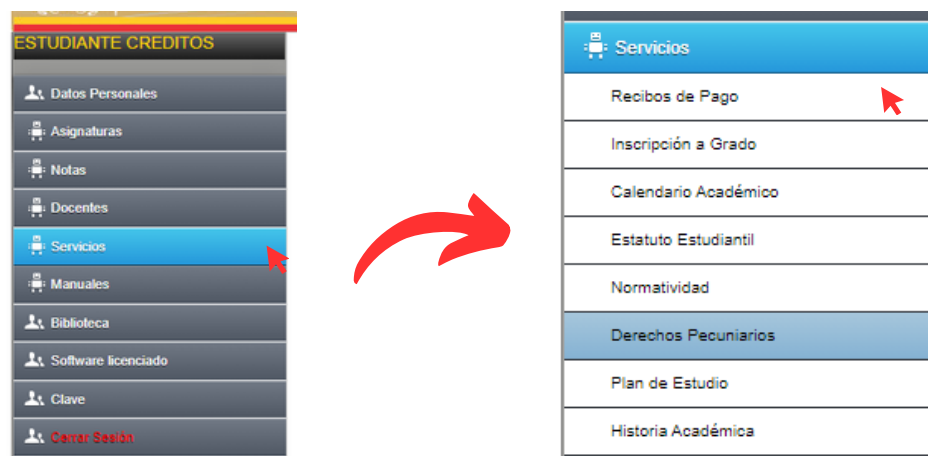 ESTUDIANTE CREDITOS
Datos Personales
Asignaturas
Notas
Docentes
Servicios
Manuales
Biblioteca
Software licenciado
Clave
Cerrar Sesión
Servicios
Recibos de Pago
Inscripción a Grado
Calendario Académico
Estatuto Estudiantil
Normatividad
Derechos Pecuniarios
Plan de Estudio
Historia Académica